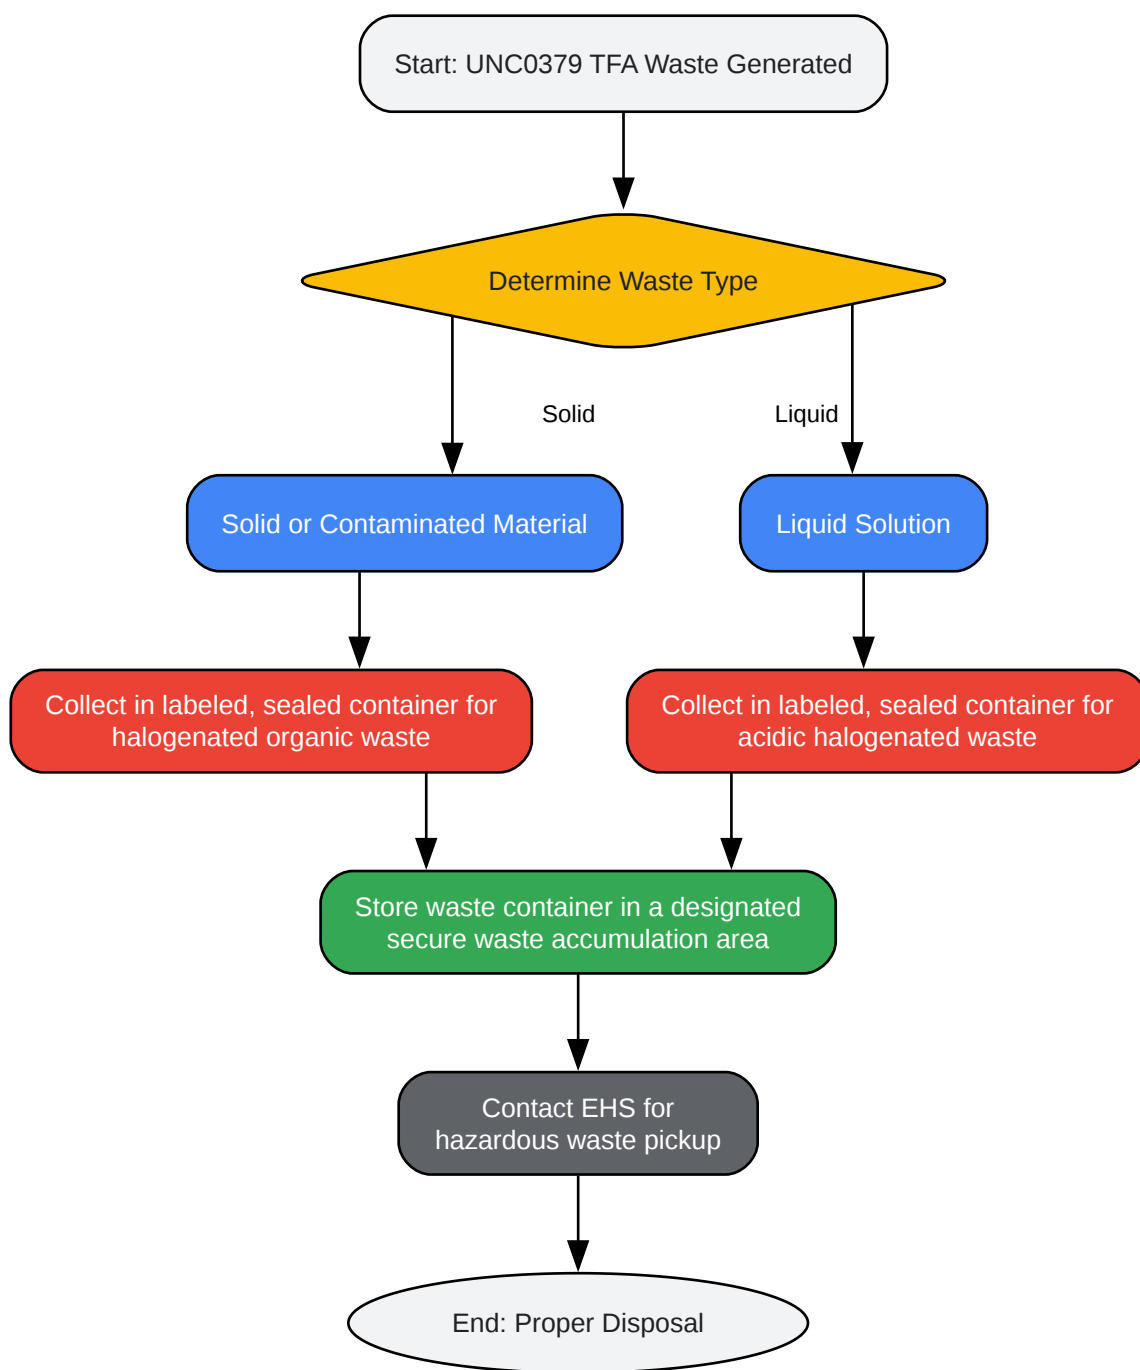 Start: UNC0379 TFA Waste Generated
Determine Waste Type
Solid
Liquid
Solid or Contaminated Material
Liquid Solution
Collect in labeled, sealed container for
halogenated organic waste
Collect in labeled, sealed container for
acidic halogenated waste
Store waste container in a designated
secure waste accumulation area
Contact EHS for
hazardous waste pickup
End: Proper Disposal